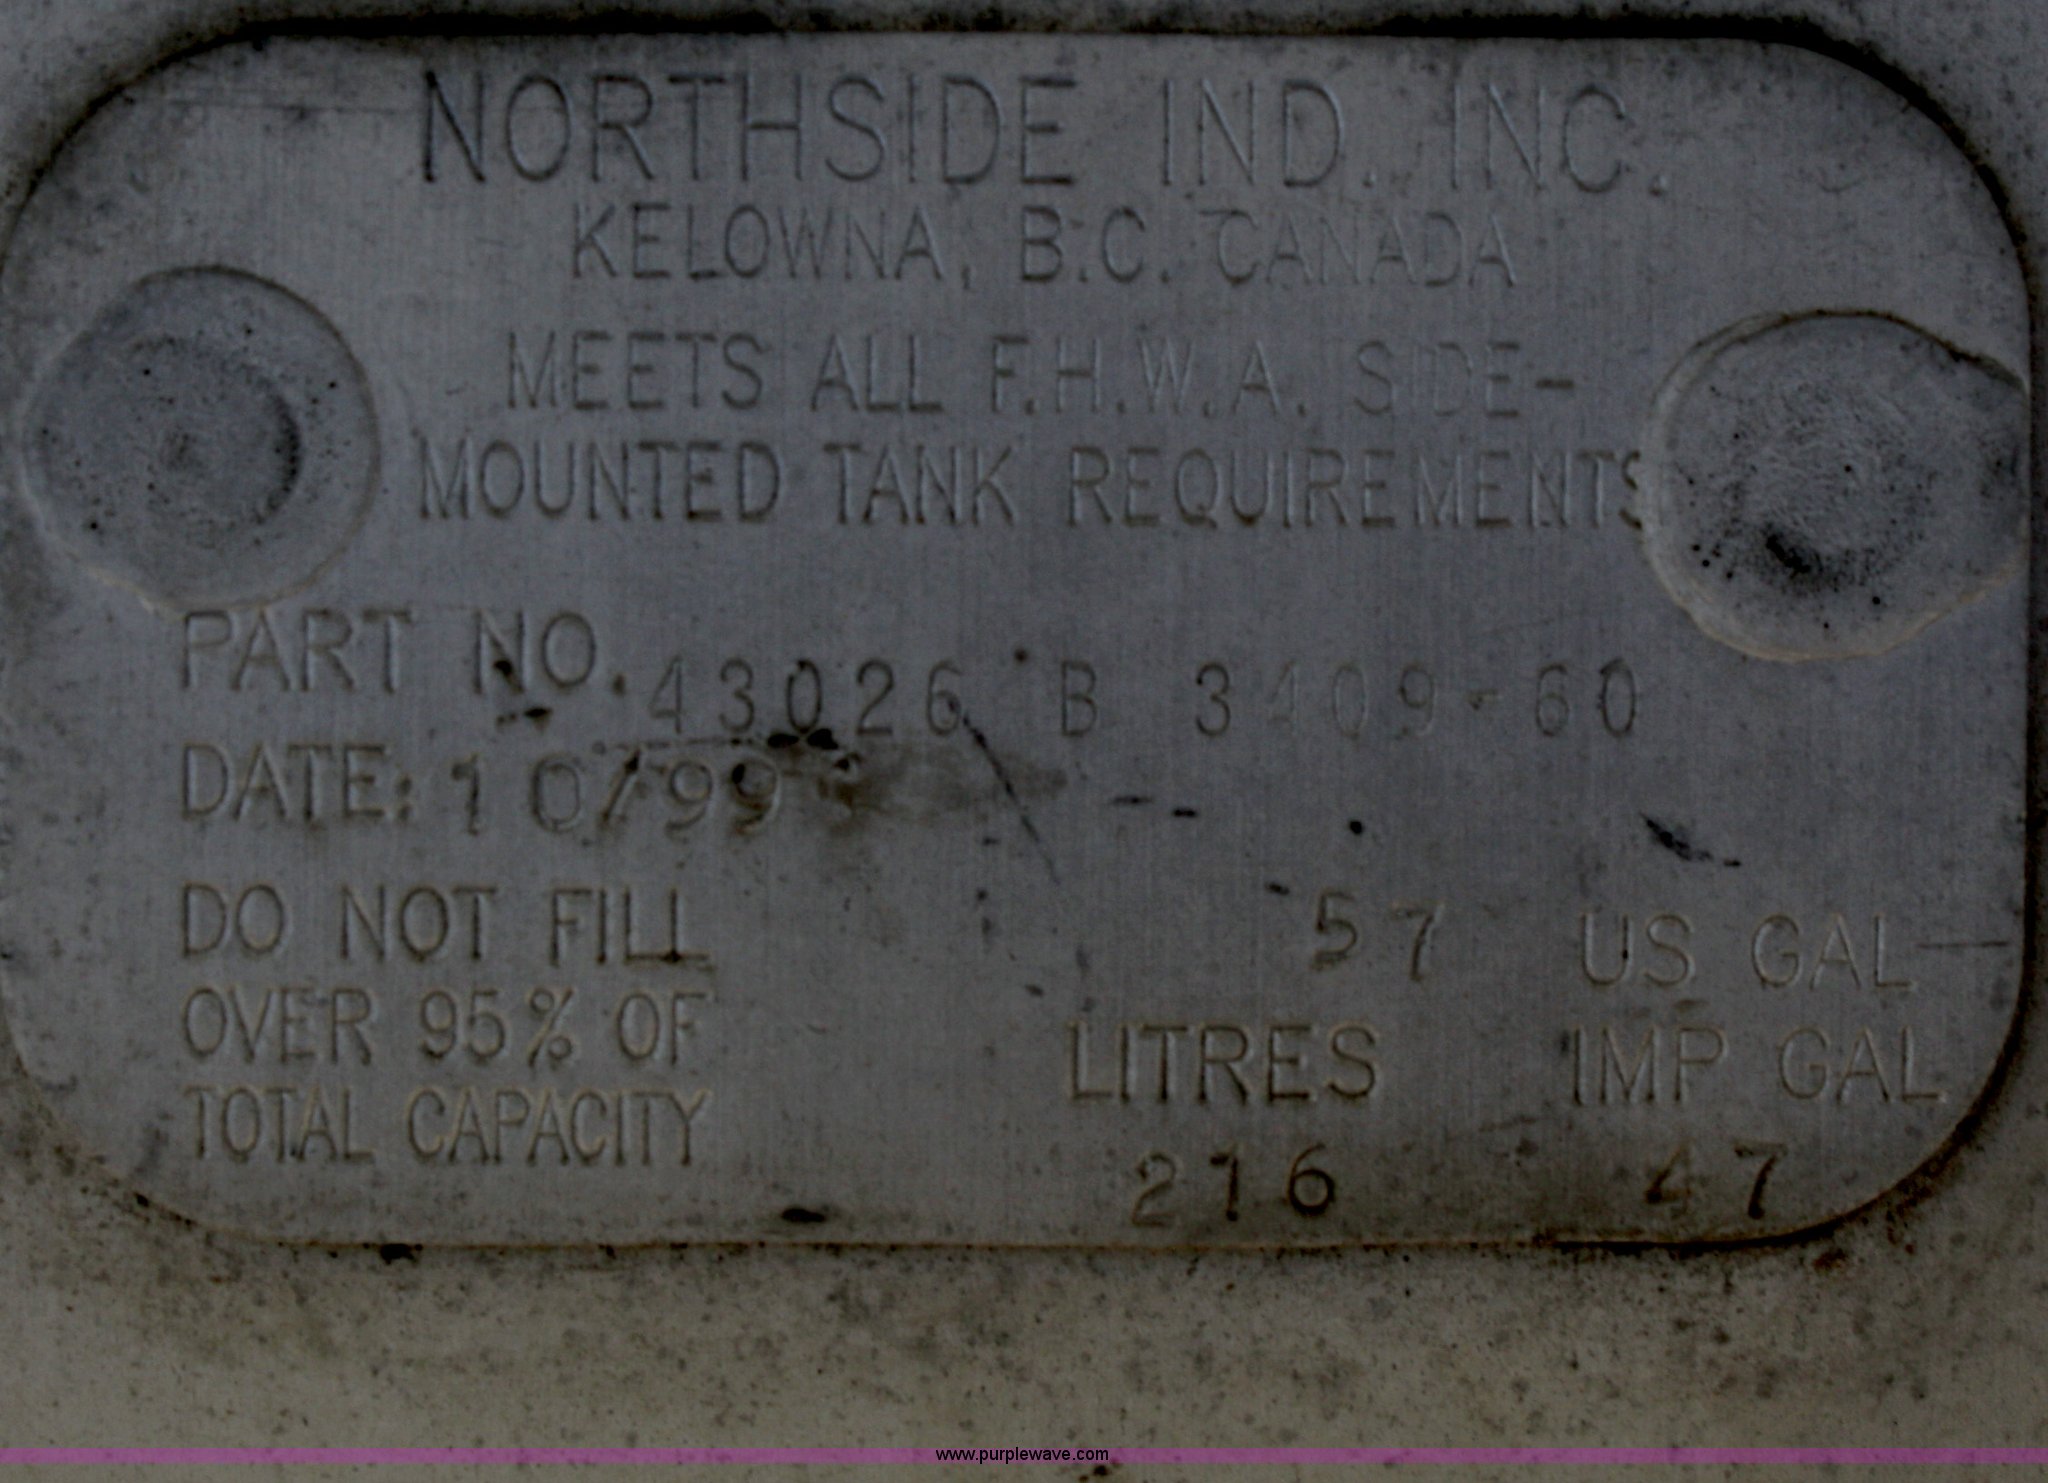 NORTHSIDE IND. INC.
KELOWNA, B.C. CANADA
MEETS ALL F.H.W.A. SIDE-
MOUNTED TANK REQUIREMENTS
PART NO. 43026 B 3409-60
DATE: 10/99
DO NOT FILL
OVER 95% OF
TOTAL CAPACITY
57 US GAL
LITRES IMP GAL
216 47
www.purplewave.com